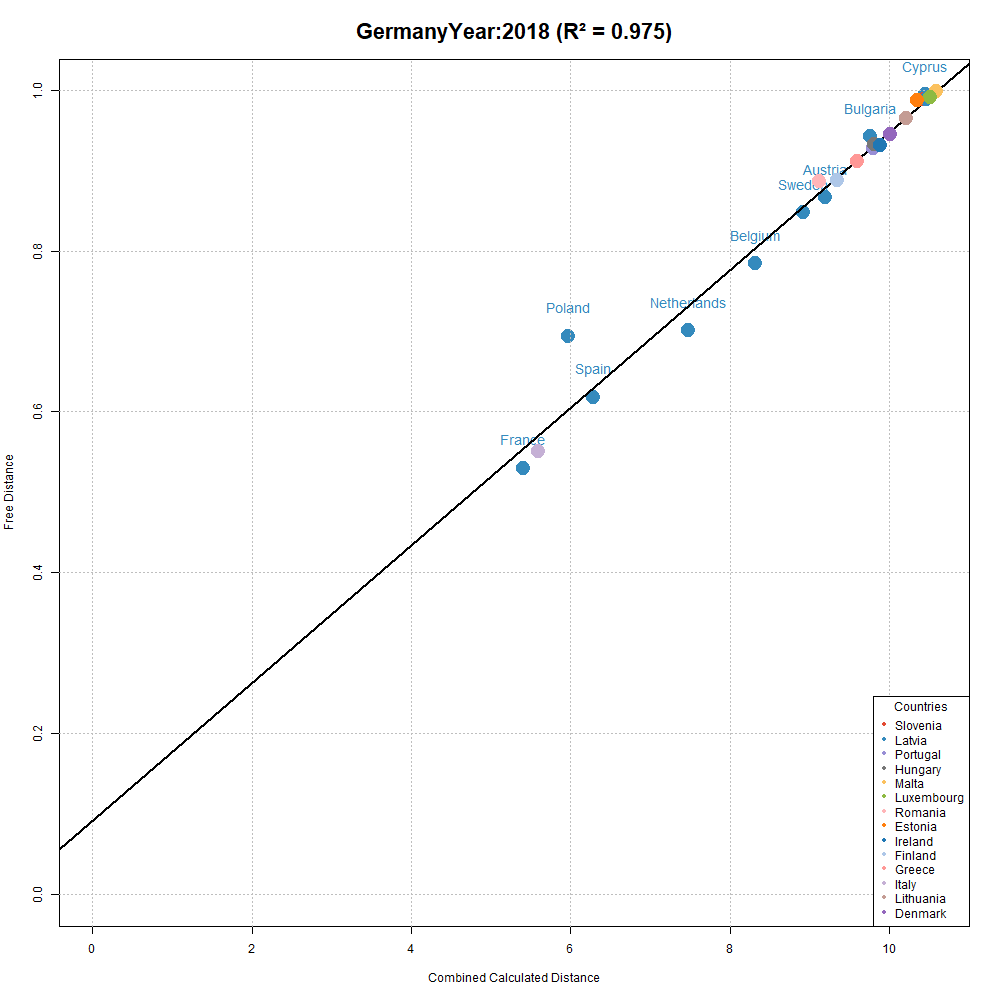 GermanyYear:2018 (R² = 0.975)
Cyprus
Bulgaria
Austria
Sweden
Belgium
Netherlands
Poland
Spain
France
1.0
0.8
0.6
0.4
0.2
0.0
Free Distance
0 2 4 6 8 10
Combined Calculated Distance
Countries
Slovenia
Latvia
Portugal
Hungary
Malta
Luxembourg
Romania
Estonia
Ireland
Finland
Greece
Italy
Lithuania
Denmark